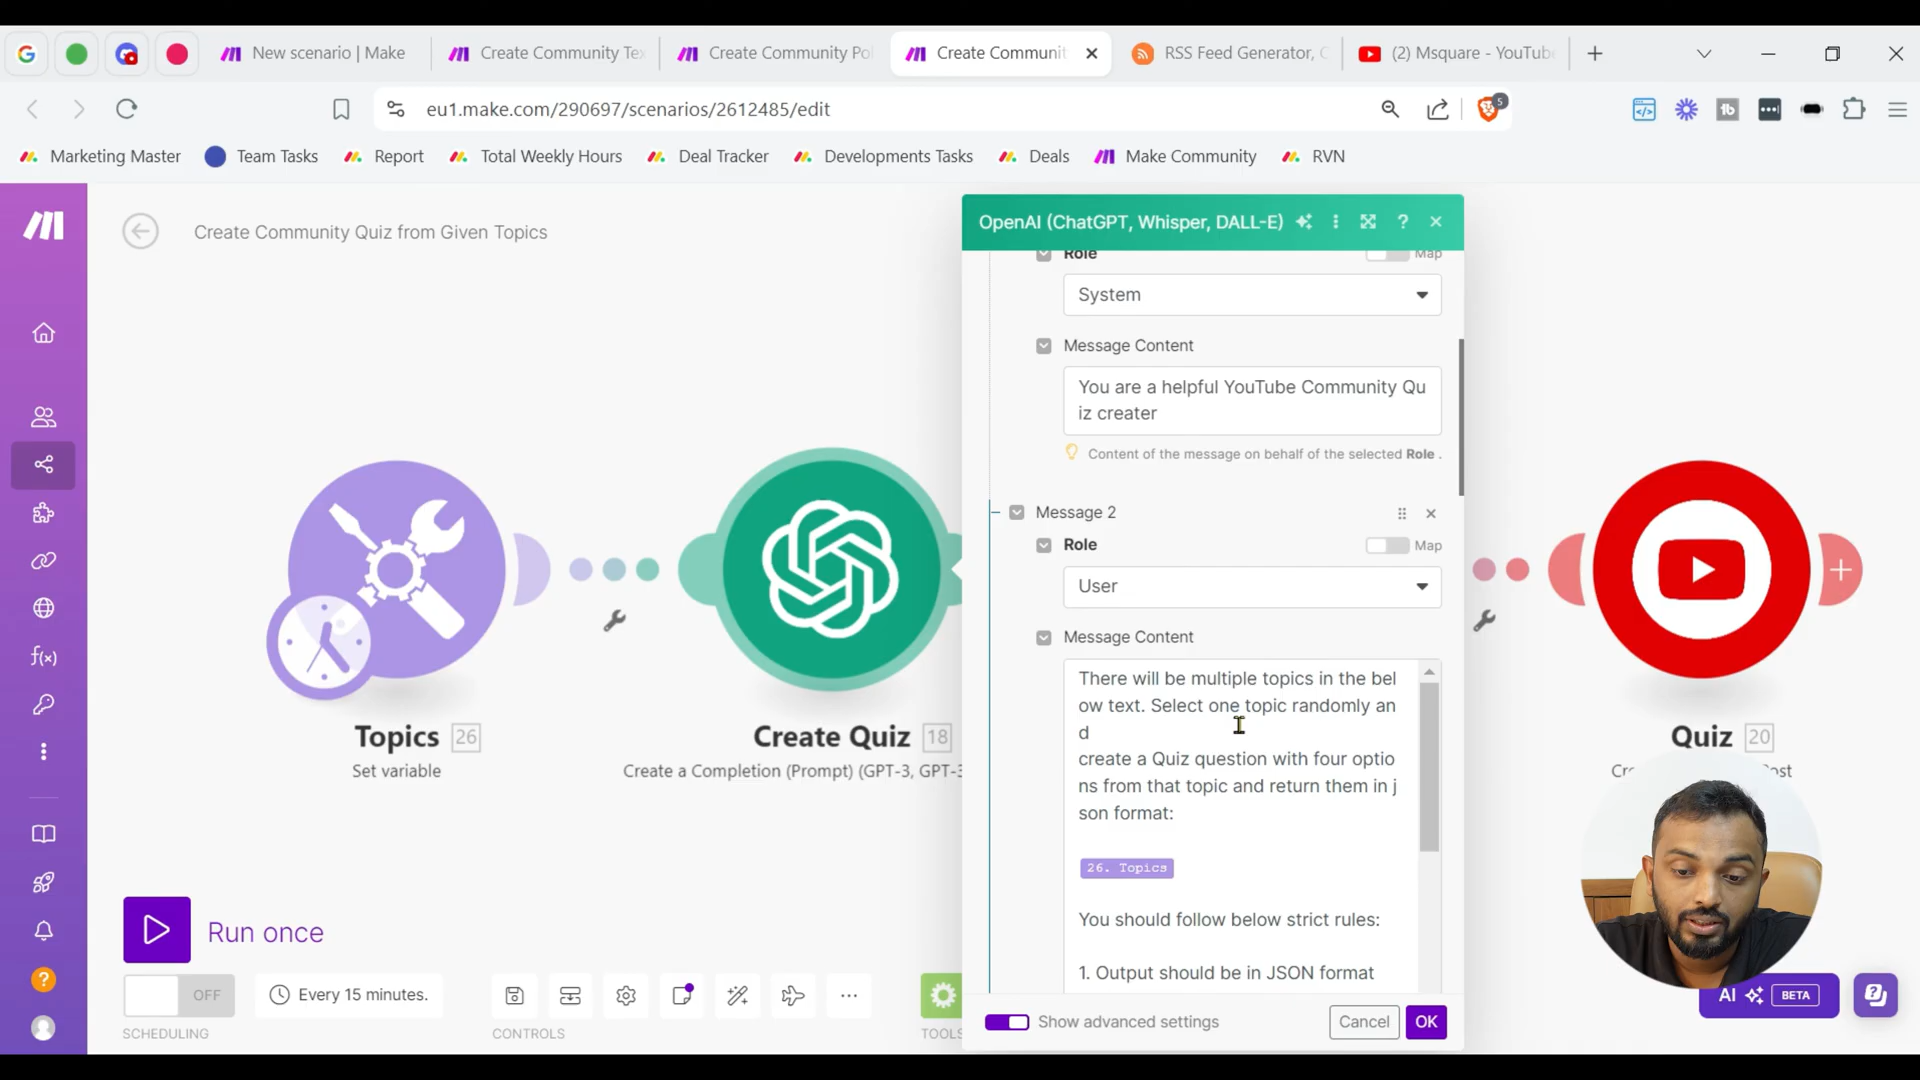 New scenario | Make
Create Community Te
Create Community Pol
Create Communit
RSS Feed Generator, C
(2) Msquare - YouTube
eu1.make.com/290697/scenarios/2612485/edit
5
Marketing Master
Team Tasks
Report
Total Weekly Hours
Deal Tracker
Developments Tasks
Deals
Make Community
RVN
Create Community Quiz from Given Topics
OpenAI (ChatGPT, Whisper, DALL-E)
Role
Map
System
Message Content
You are a helpful YouTube Community Qu
iz creater
Content of the message on behalf of the selected Role .
Message 2
Role
Map
User
Message Content
There will be multiple topics in the bel
ow text. Select one topic randomly an
d
create a Quiz question with four optio
ns from that topic and return them in j
son format:
26. Topics
You should follow below strict rules:
1. Output should be in JSON format
Show advanced settings
Cancel
OK
Topics 26
Set variable
Create Quiz 18
Create a Completion (Prompt) (GPT-3, GPT-3
Quiz 20
Run once
OFF
Every 15 minutes.
SCHEDULING
CONTROLS
TOOLS
AI
BETA